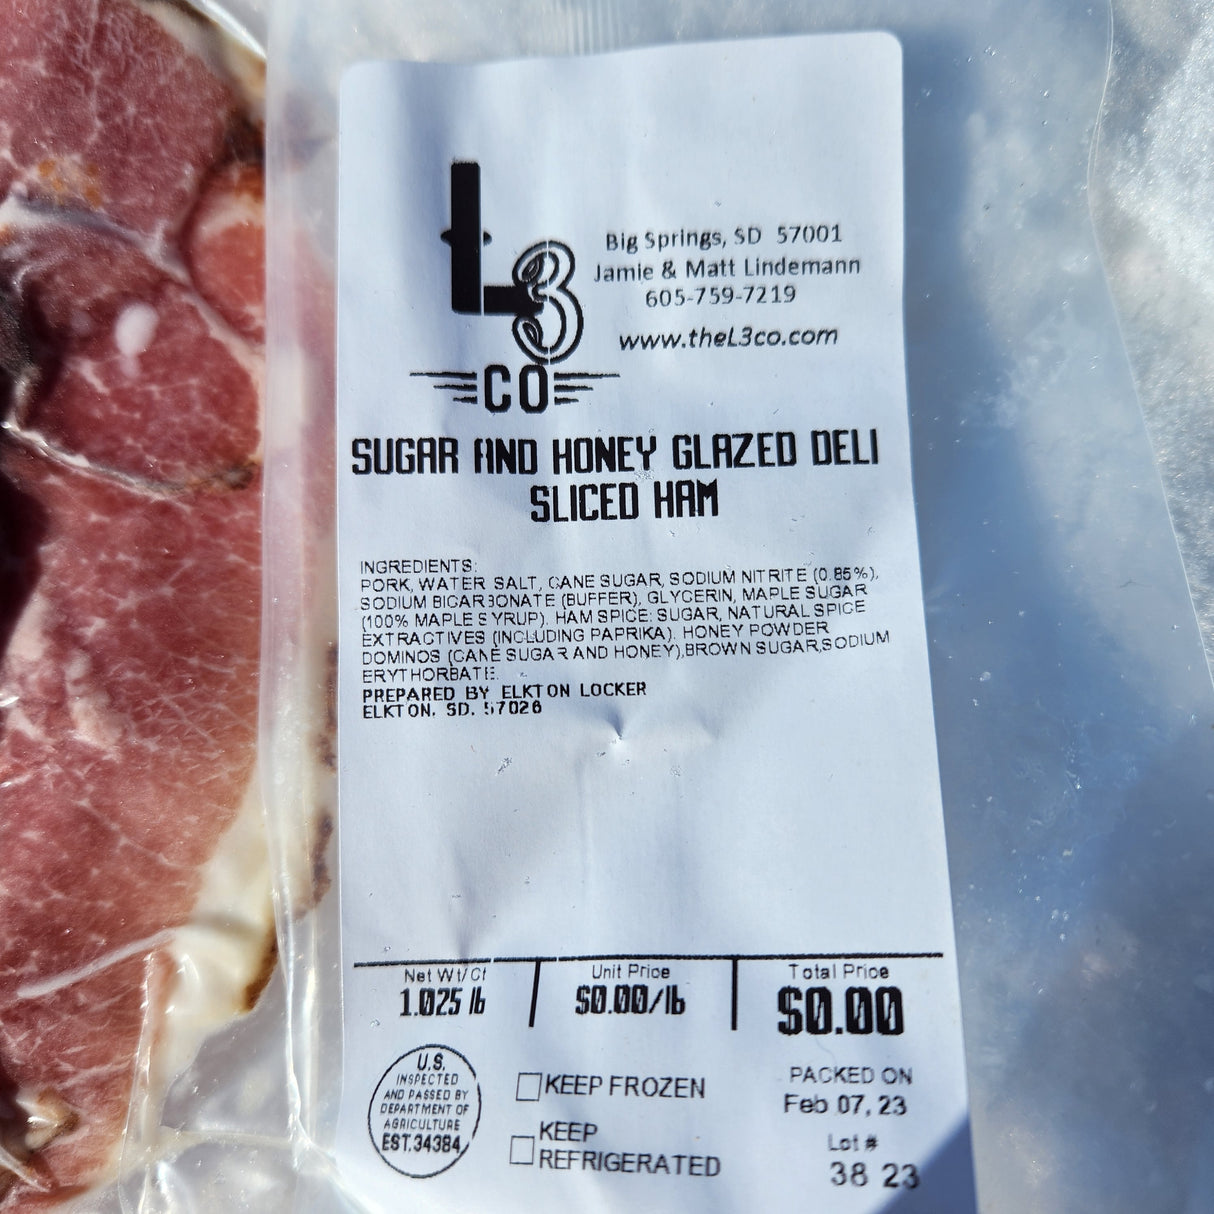 L3
CO
Big Springs, SD 57001
Jamie & Matt Lindemann
605-759-7219
www.theL3co.com
SUGAR AND HONEY GLAZED DELI
SLICED HAM
INGREDIENTS:
PORK, WATER SALT, CANE SUGAR, SODIUM NITRITE (0.85%),
SODIUM BICARBONATE (BUFFER), GLYCERIN, MAPLE SUGAR
(100% MAPLE SYRUP). HAM SPICE: SUGAR, NATURAL SPICE
EXTRACTIVES (INCLUDING PAPRIKA). HONEY POWDER
DOMINOS (CANE SUGAR AND HONEY),BROWN SUGAR,SODIUM
ERYTHORBATE.
PREPARED BY ELKTON LOCKER
ELKTON, SD. 57026
Net Wt/Ct
1.025 lb
Unit Price
$0.00/lb
Total Price
$0.00
U.S.
INSPECTED
AND PASSED BY
DEPARTMENT OF
AGRICULTURE
EST.34384
KEEP FROZEN
KEEP
REFRIGERATED
PACKED ON
Feb 07, 23
Lot #
38 23